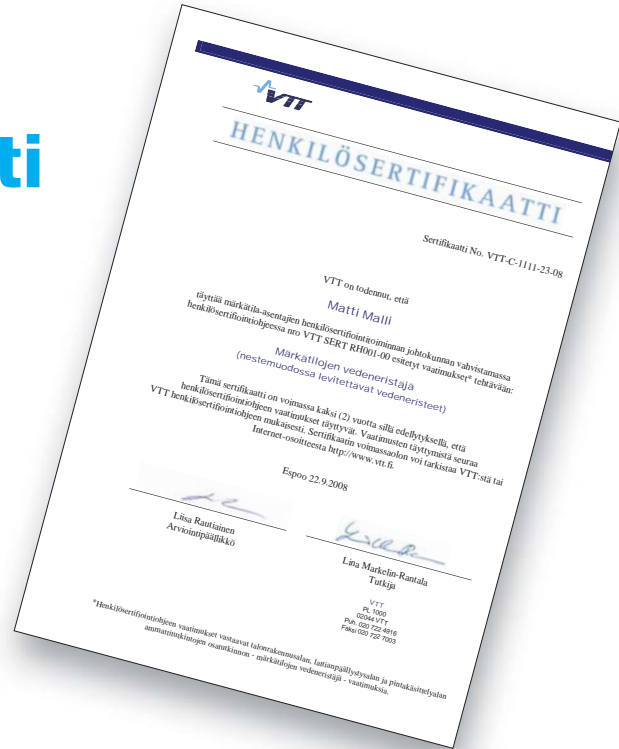 ti
VTT
HENKILÖSERTIFIKAATTI
Sertifikaatti No. VTT-C-1111-23-08
VTT on todennut, että
Matti Malli
täyttää märkätila-asentajien henkilösertifiointitoiminnan johtokunnan vahvistamassa
henkilösertifiointiohjeessa nro VTT SERT RH001-00 esitetyt vaatimukset* tehtävään:
Märkätilojen vedeneristäjä
(nestemuodossa levitettävät vedeneristeet)
Tämä sertifikaatti on voimassa kaksi (2) vuotta sillä edellytyksellä, että
henkilösertifiointiohjeen vaatimukset täyttyvät. Vaatimusten täyttymistä seuraa
VTT henkilösertifiointiohjeen mukaisesti. Sertifikaatin voimassaolon voi tarkistaa VTT:stä tai
Internet-osoitteesta http://www.vtt.fi.
Espoo 22.9.2008
Liisa Rautiainen
Arviointipäällikkö
Lina Markelin-Rantala
Tutkija
VTT
PL 1000
02044 VTT
Puh. 020 722 4916
Faksi 020 722 7003
*Henkilösertifiointiohjeen vaatimukset vastaavat talonrakennusalan, lattianpäällystysalan ja pintakäsittelyalan
ammattitutkintojen osatutkinnon - märkätilojen vedeneristäjä - vaatimuksia.